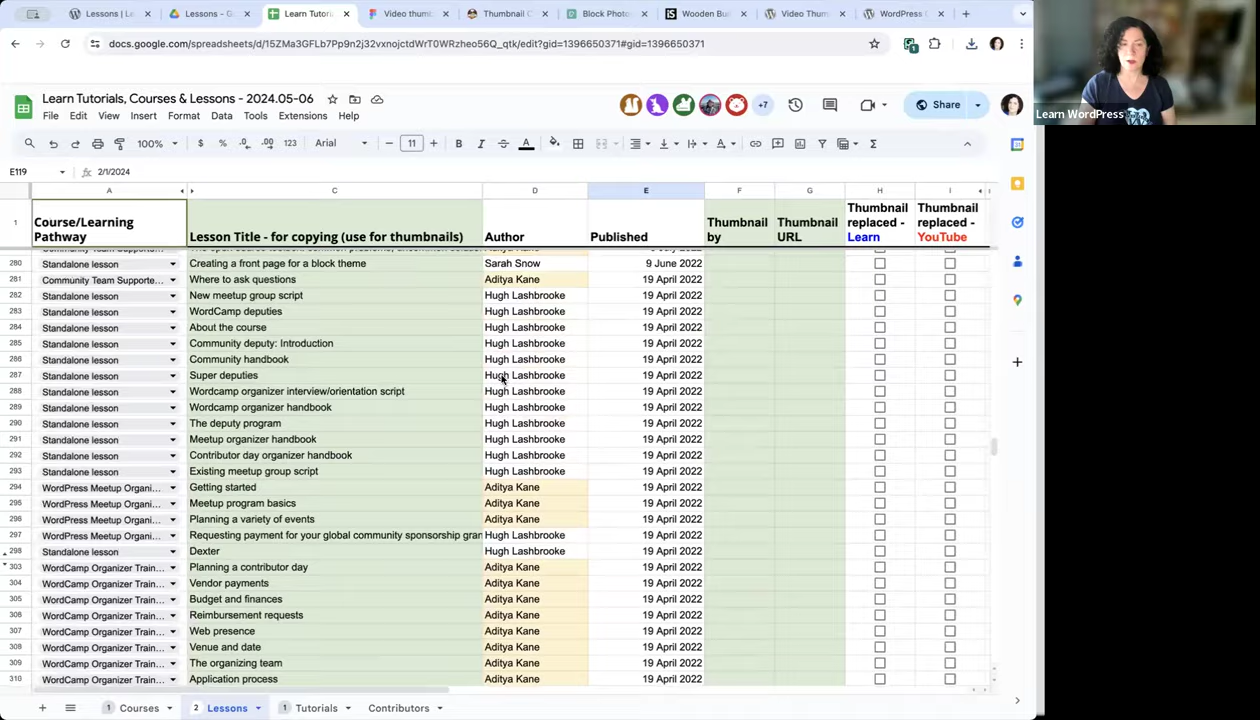 Lessons | L
Lessons - G
Learn Tutori
Video thumb
Thumbnail C
Block Photo
Wooden Bui
Video Thum
WordPress D
docs.google.com/spreadsheets/d/15ZMa3GFLb7Pp9n2j32vxnojctdWrT0WRzheo56Q_qtk/edit?gid=1396650371#gid=1396650371
Learn WordPress
Learn Tutorials, Courses & Lessons - 2024.05-06
+7
Share
File Edit View Insert Format Data Tools Extensions Help
100% $ % .0 .00 123 Arial 11 B I A
E119 fx 2/1/2024
A C D E F G H I
1 Course/Learning Pathway Lesson Title - for copying (use for thumbnails) Author Published Thumbnail by Thumbnail URL Thumbnail replaced - Learn Thumbnail replaced - YouTube
280 Standalone lesson Creating a front page for a block theme Sarah Snow 9 June 2022
281 Community Team Supporte... Where to ask questions Aditya Kane 19 April 2022
282 Standalone lesson New meetup group script Hugh Lashbrooke 19 April 2022
283 Standalone lesson WordCamp deputies Hugh Lashbrooke 19 April 2022
284 Standalone lesson About the course Hugh Lashbrooke 19 April 2022
285 Standalone lesson Community deputy: Introduction Hugh Lashbrooke 19 April 2022
286 Standalone lesson Community handbook Hugh Lashbrooke 19 April 2022
287 Standalone lesson Super deputies Hugh Lashbrooke 19 April 2022
288 Standalone lesson Wordcamp organizer interview/orientation script Hugh Lashbrooke 19 April 2022
289 Standalone lesson Wordcamp organizer handbook Hugh Lashbrooke 19 April 2022
290 Standalone lesson The deputy program Hugh Lashbrooke 19 April 2022
291 Standalone lesson Meetup organizer handbook Hugh Lashbrooke 19 April 2022
292 Standalone lesson Contributor day organizer handbook Hugh Lashbrooke 19 April 2022
293 Standalone lesson Existing meetup group script Hugh Lashbrooke 19 April 2022
294 WordPress Meetup Organi... Getting started Aditya Kane 19 April 2022
295 WordPress Meetup Organi... Meetup program basics Aditya Kane 19 April 2022
296 WordPress Meetup Organi... Planning a variety of events Aditya Kane 19 April 2022
297 WordPress Meetup Organi... Requesting payment for your global community sponsorship gran Hugh Lashbrooke 19 April 2022
298 Standalone lesson Dexter Hugh Lashbrooke 19 April 2022
303 WordCamp Organizer Train... Planning a contributor day Aditya Kane 19 April 2022
304 WordCamp Organizer Train... Vendor payments Aditya Kane 19 April 2022
305 WordCamp Organizer Train... Budget and finances Aditya Kane 19 April 2022
306 WordCamp Organizer Train... Reimbursement requests Aditya Kane 19 April 2022
307 WordCamp Organizer Train... Web presence Aditya Kane 19 April 2022
308 WordCamp Organizer Train... Venue and date Aditya Kane 19 April 2022
309 WordCamp Organizer Train... The organizing team Aditya Kane 19 April 2022
310 WordCamp Organizer Train... Application process Aditya Kane 19 April 2022
1 Courses 2 Lessons 1 Tutorials Contributors